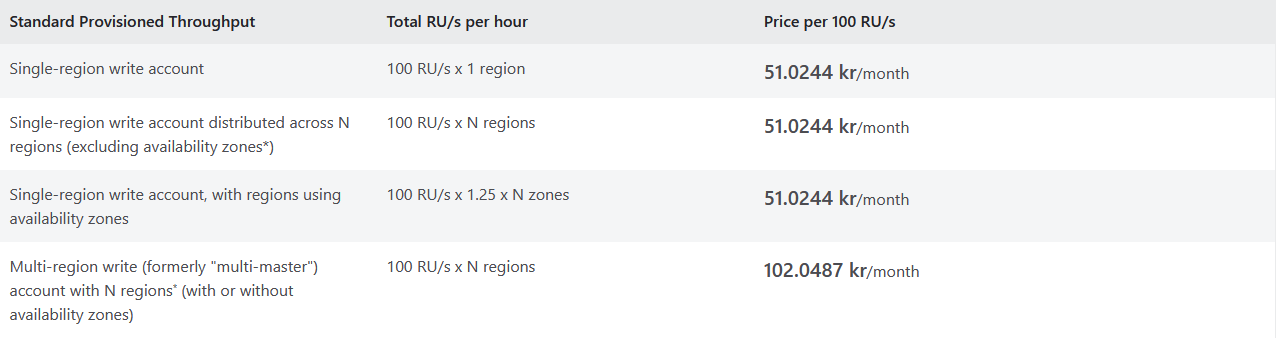 Standard Provisioned Throughput Total RU/s per hour Price per 100 RU/s
Single-region write account 100 RU/s x 1 region 51.0244 kr/month
Single-region write account distributed across N 100 RU/s x N regions 51.0244 kr/month
regions (excluding availability zones*)
Single-region write account, with regions using 100 RU/s x 1.25 x N zones 51.0244 kr/month
availability zones
Multi-region write (formerly "multi-master") 100 RU/s x N regions 102.0487 kr/month
account with N regions* (with or without
availability zones)